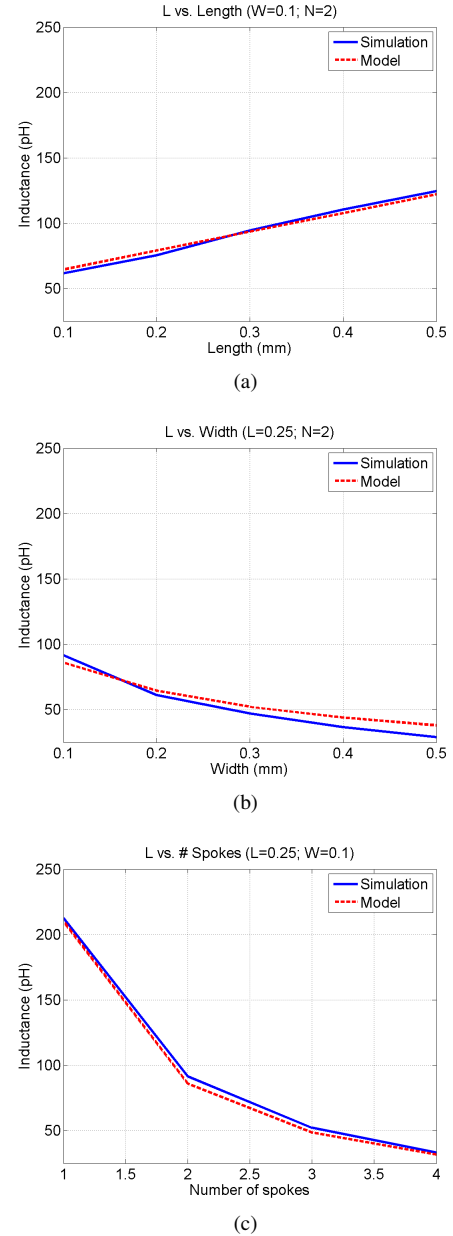 L vs. Length (W=0.1; N=2)
250
200
150
100
50
Inductance (pH)
Simulation
Model
0.1 0.2 0.3 0.4 0.5
Length (mm)
(a)
L vs. Width (L=0.25; N=2)
250
200
150
100
50
Inductance (pH)
Simulation
Model
0.1 0.2 0.3 0.4 0.5
Width (mm)
(b)
L vs. # Spokes (L=0.25; W=0.1)
250
200
150
100
50
Inductance (pH)
Simulation
Model
1 1.5 2 2.5 3 3.5 4
Number of spokes
(c)